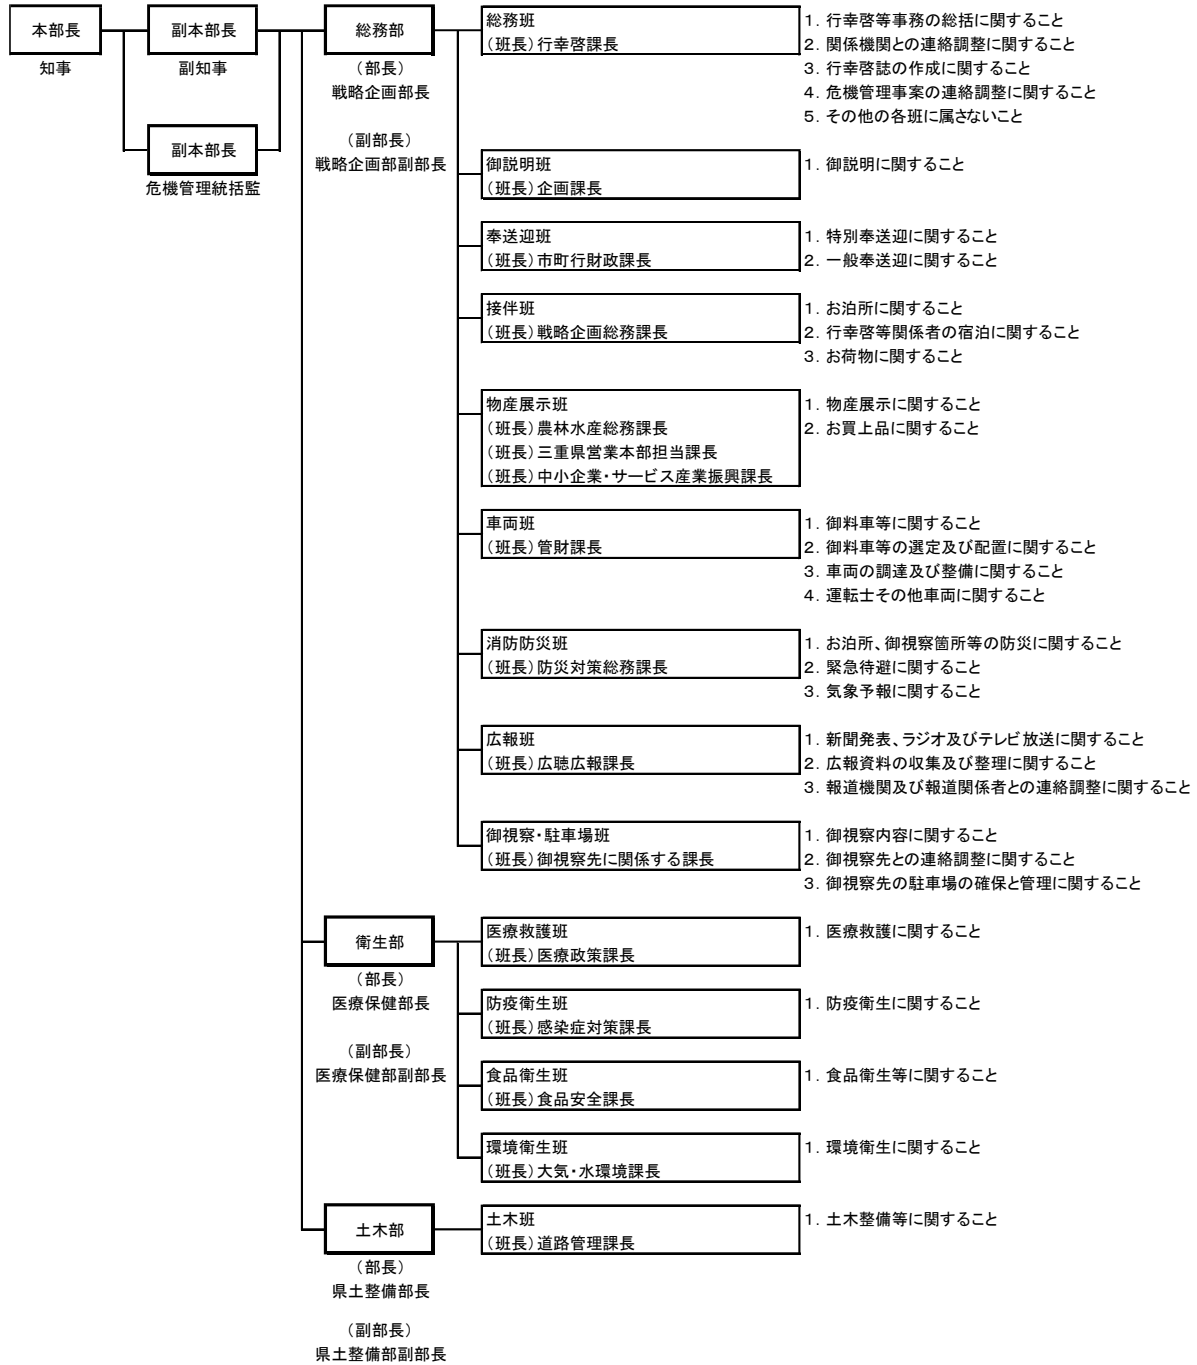 本部長
知事
副本部長
副知事
副本部長
危機管理統括監
総務部
（部長）
戦略企画部長
（副部長）
戦略企画部副部長
総務班
（班長）行幸啓課長
1．行幸啓等事務の総括に関すること
2．関係機関との連絡調整に関すること
3．行幸啓誌の作成に関すること
4．危機管理事案の連絡調整に関すること
5．その他の各班に属さないこと
御説明班
（班長）企画課長
1．御説明に関すること
奉送迎班
（班長）市町行財政課長
1．特別奉送迎に関すること
2．一般奉送迎に関すること
接伴班
（班長）戦略企画総務課長
1．お泊所に関すること
2．行幸啓等関係者の宿泊に関すること
3．お荷物に関すること
物産展示班
（班長）農林水産総務課長
（班長）三重県営業本部担当課長
（班長）中小企業・サービス産業振興課長
1．物産展示に関すること
2．お買上品に関すること
車両班
（班長）管財課長
1．御料車等に関すること
2．御料車等の選定及び配置に関すること
3．車両の調達及び整備に関すること
4．運転士その他車両に関すること
消防防災班
（班長）防災対策総務課長
1．お泊所、御視察箇所等の防災に関すること
2．緊急待避に関すること
3．気象予報に関すること
広報班
（班長）広聴広報課長
1．新聞発表、ラジオ及びテレビ放送に関すること
2．広報資料の収集及び整理に関すること
3．報道機関及び報道関係者との連絡調整に関すること
御視察・駐車場班
（班長）御視察先に関係する課長
1．御視察内容に関すること
2．御視察先との連絡調整に関すること
3．御視察先の駐車場の確保と管理に関すること
衛生部
（部長）
医療保健部長
（副部長）
医療保健部副部長
医療救護班
（班長）医療政策課長
1．医療救護に関すること
防疫衛生班
（班長）感染症対策課長
1．防疫衛生に関すること
食品衛生班
（班長）食品安全課長
1．食品衛生等に関すること
環境衛生班
（班長）大気・水環境課長
1．環境衛生に関すること
土木部
（部長）
県土整備部長
（副部長）
県土整備部副部長
土木班
（班長）道路管理課長
1．土木整備等に関すること